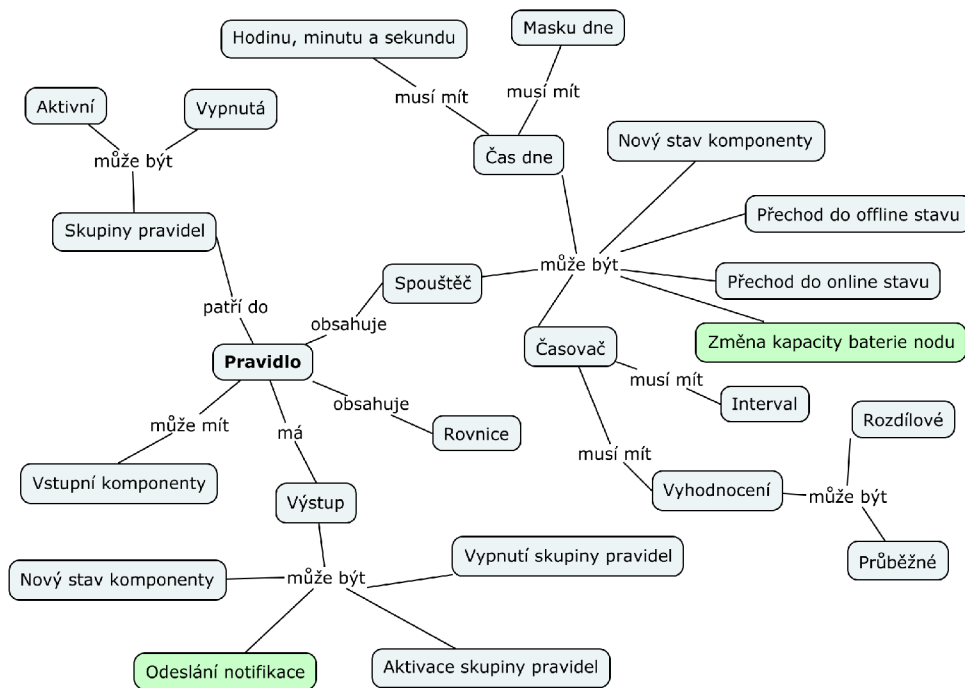 Hodinu, minutu a sekundu
Masku dne
musí mít
musí mít
Aktivní
Vypnutá
může být
Čas dne
Nový stav komponenty
Skupiny pravidel
Přechod do offline stavu
může být
Spouštěč
Přechod do online stavu
patří do
obsahuje
Změna kapacity baterie nodu
Pravidlo
Časovač
musí mít
Interval
obsahuje
může mít
má
Rovnice
Rozdílové
musí mít
Vstupní komponenty
Výstup
Vyhodnocení
může být
Vypnutí skupiny pravidel
Průběžné
Nový stav komponenty
může být
Odeslání notifikace
Aktivace skupiny pravidel